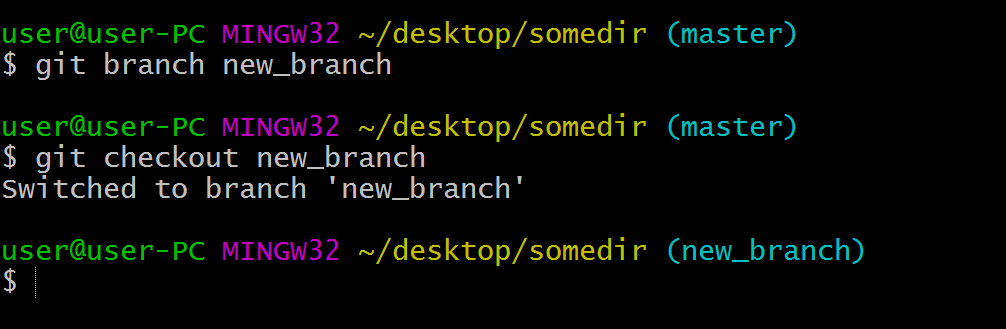 user@user-PC MINGW32 ~/desktop/somedir (master)
$ git branch new_branch
user@user-PC MINGW32 ~/desktop/somedir (master)
$ git checkout new_branch
Switched to branch 'new_branch'
user@user-PC MINGW32 ~/desktop/somedir (new_branch)
$